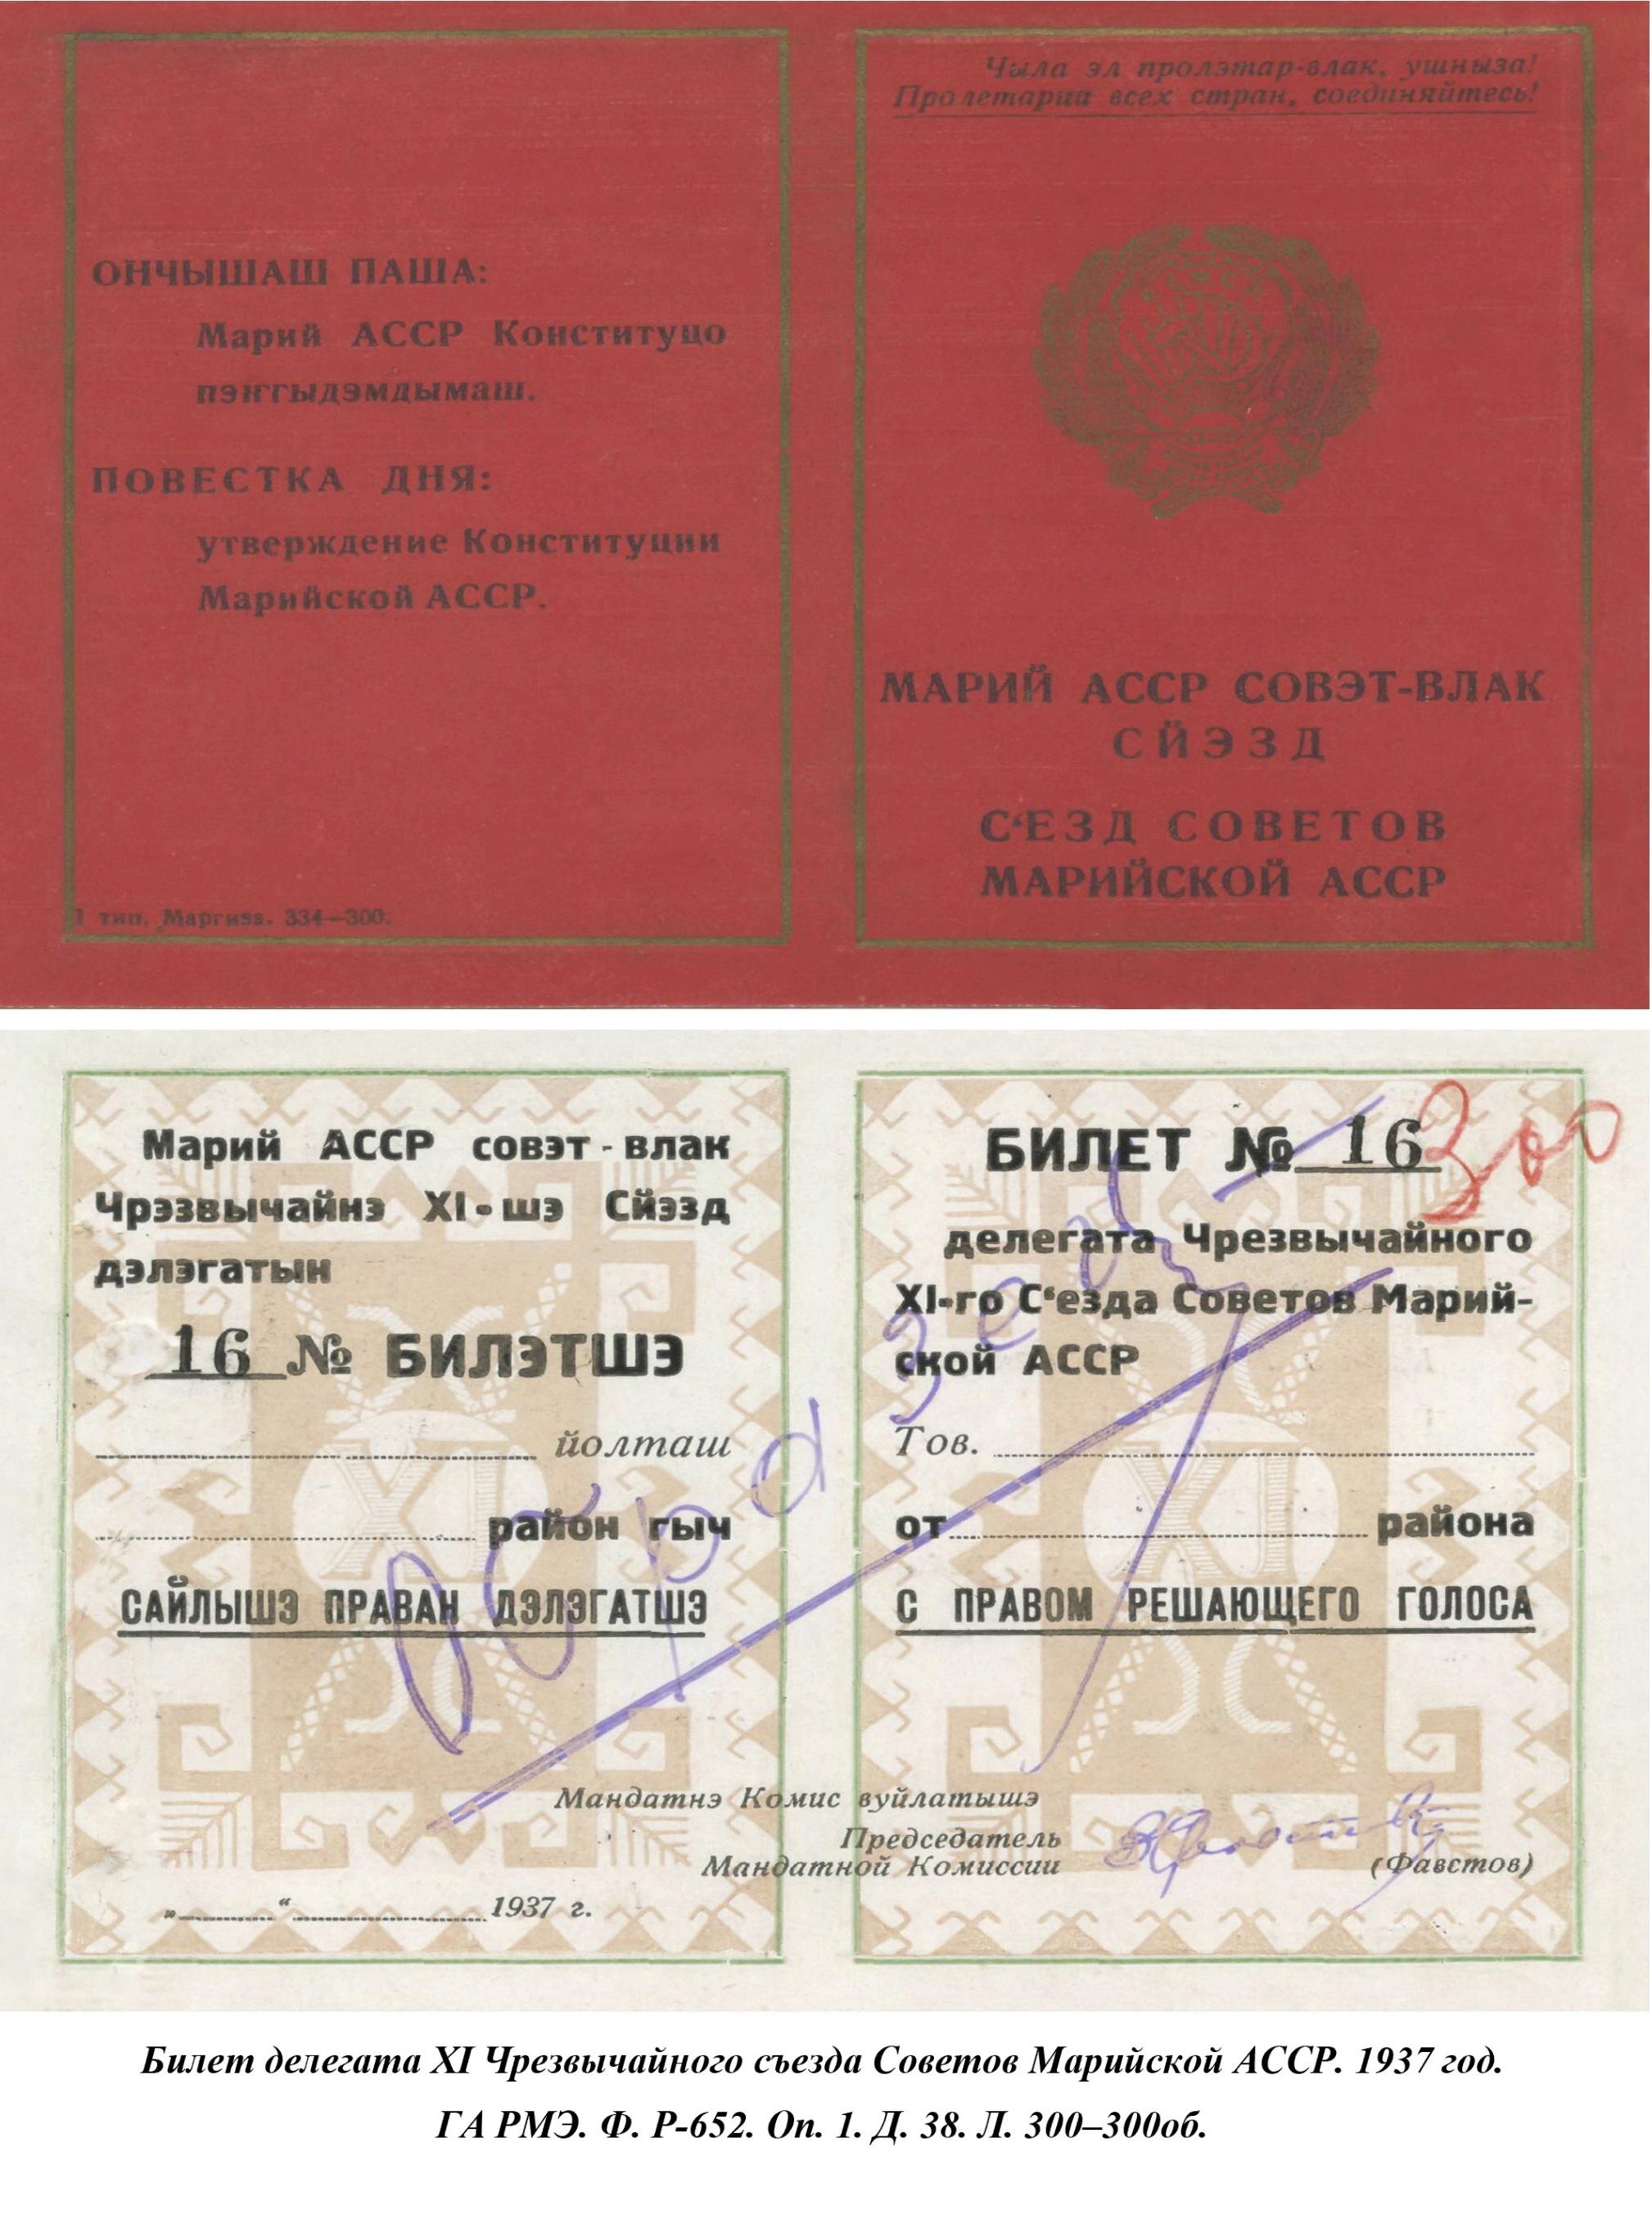 ОНЧЫШАШ ПАША:
Марий АССР Конституцо
пэҥгыдэмдымаш.
ПОВЕСТКА ДНЯ:
утверждение Конституции
Марийской АССР.
1 тип. Маргиза. 334—300.
Чыла эл пролэтар-влак, ушныза!
Пролетарии всех стран, соединяйтесь!
МАРИЙ АССР СОВЭТ-ВЛАК
СЙЭЗД
С‘ЕЗД СОВЕТОВ
МАРИЙСКОЙ АССР
Марий АССР совэт-влак
Чрэзвычайнэ XI-шэ Сйэзд
дэлэгатын
16 № БИЛЭТШЭ
йолташ
район гыч
САЙЛЫШЭ ПРАВАН ДЭЛЭГАТШЭ
БИЛЕТ № 16
300
делегата Чрезвычайного
XI-го С‘езда Советов Марий-
ской АССР
Тов.
от района
С ПРАВОМ РЕШАЮЩЕГО ГОЛОСА
Образец
Мандатнэ Комис вуйлатышэ
Председатель
Мандатной Комиссии
(Фавстов)
„ “ 1937 г.
Билет делегата XI Чрезвычайного съезда Советов Марийской АССР. 1937 год.
ГА РМЭ. Ф. Р-652. Оп. 1. Д. 38. Л. 300–300об.